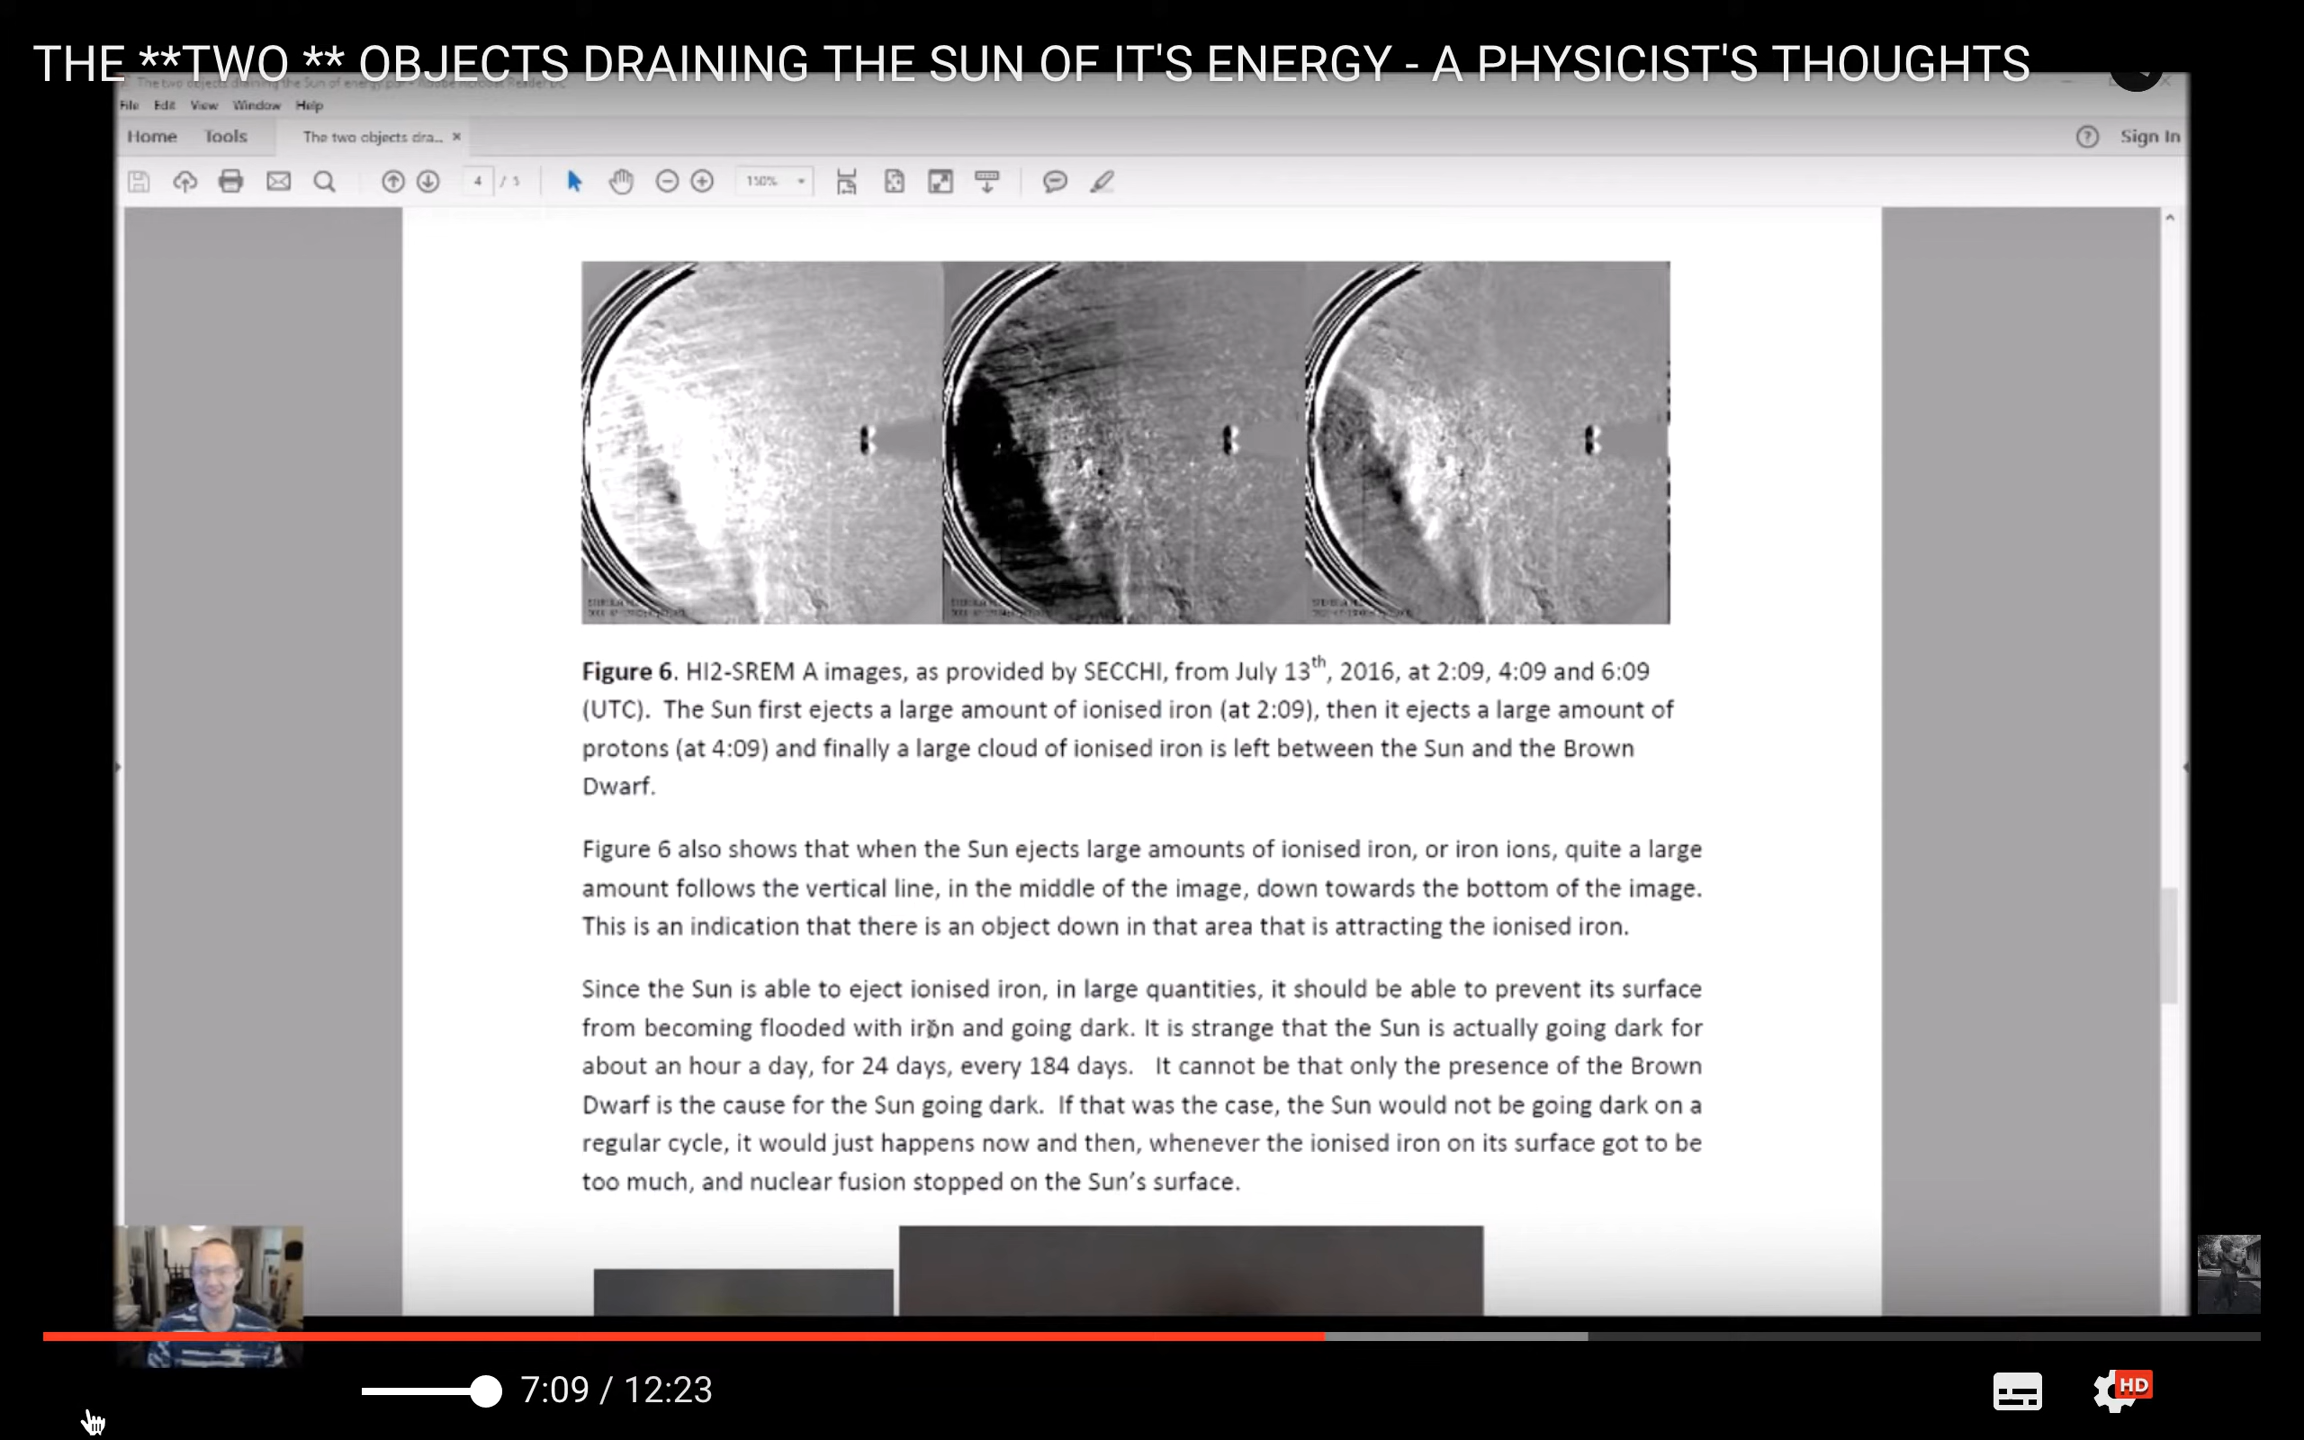 THE **TWO ** OBJECTS DRAINING THE SUN OF IT'S ENERGY - A PHYSICIST'S THOUGHTS
The two objects draining the Sun of energy.pdf - Adobe Acrobat Reader DC
File Edit View Window Help
Home Tools The two objects dra... × ? Sign In
4 / 5 150%
Figure 6. HI2-SREM A images, as provided by SECCHI, from July 13th, 2016, at 2:09, 4:09 and 6:09
(UTC). The Sun first ejects a large amount of ionised iron (at 2:09), then it ejects a large amount of
protons (at 4:09) and finally a large cloud of ionised iron is left between the Sun and the Brown
Dwarf.
Figure 6 also shows that when the Sun ejects large amounts of ionised iron, or iron ions, quite a large
amount follows the vertical line, in the middle of the image, down towards the bottom of the image.
This is an indication that there is an object down in that area that is attracting the ionised iron.
Since the Sun is able to eject ionised iron, in large quantities, it should be able to prevent its surface
from becoming flooded with iron and going dark. It is strange that the Sun is actually going dark for
about an hour a day, for 24 days, every 184 days. It cannot be that only the presence of the Brown
Dwarf is the cause for the Sun going dark. If that was the case, the Sun would not be going dark on a
regular cycle, it would just happens now and then, whenever the ionised iron on its surface got to be
too much, and nuclear fusion stopped on the Sun's surface.
7:09 / 12:23
HD